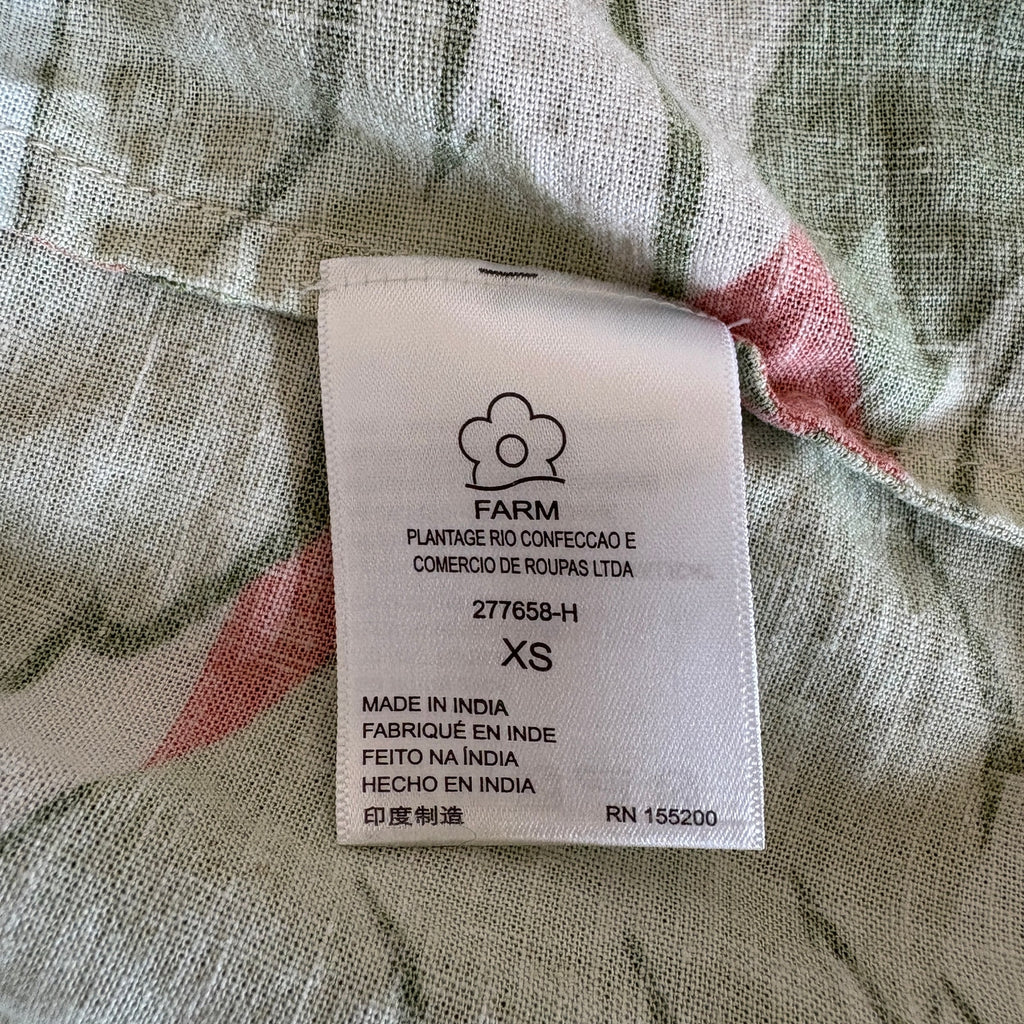 FARM
PLANTAGE RIO CONFECCAO E
COMERCIO DE ROUPAS LTDA
277658-H
XS
MADE IN INDIA
FABRIQUÉ EN INDE
FEITO NA ÍNDIA
HECHO EN INDIA
印度制造
RN 155200